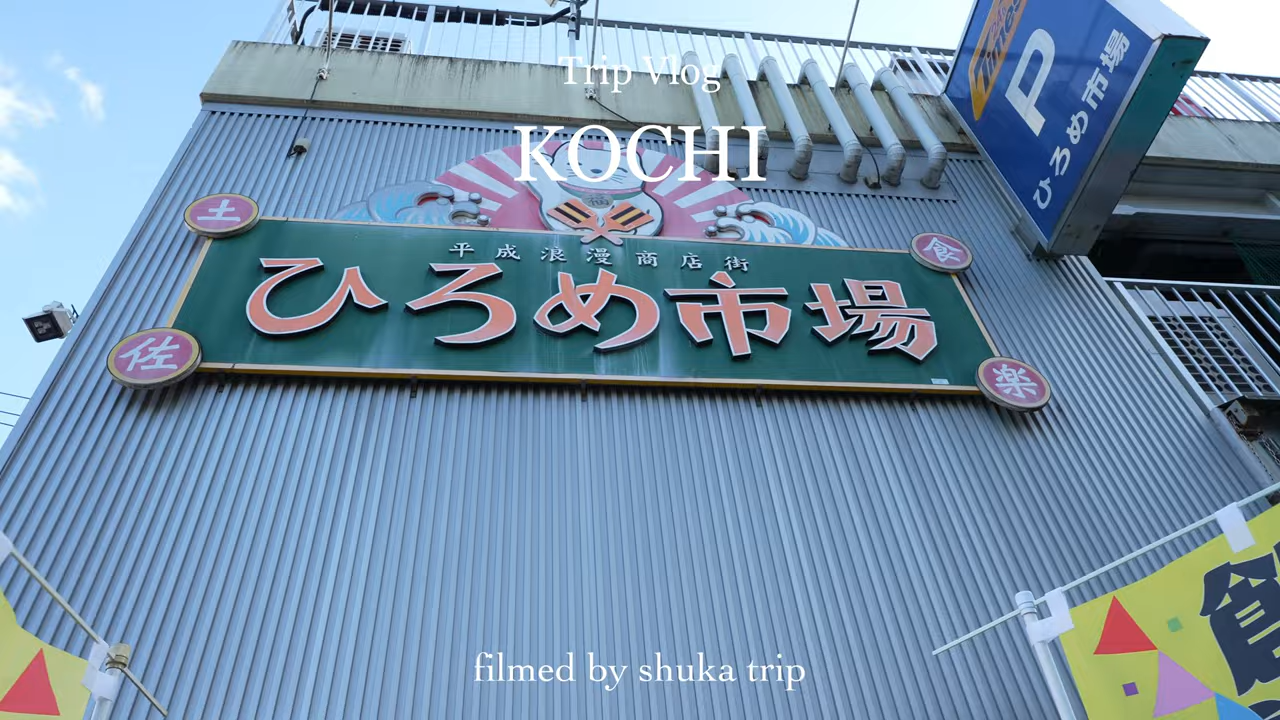 Trip Vlog
KOCHI
P
ひろめ市場
平成浪漫商店街
ひろめ市場
土
佐
食
楽
filmed by shuka trip